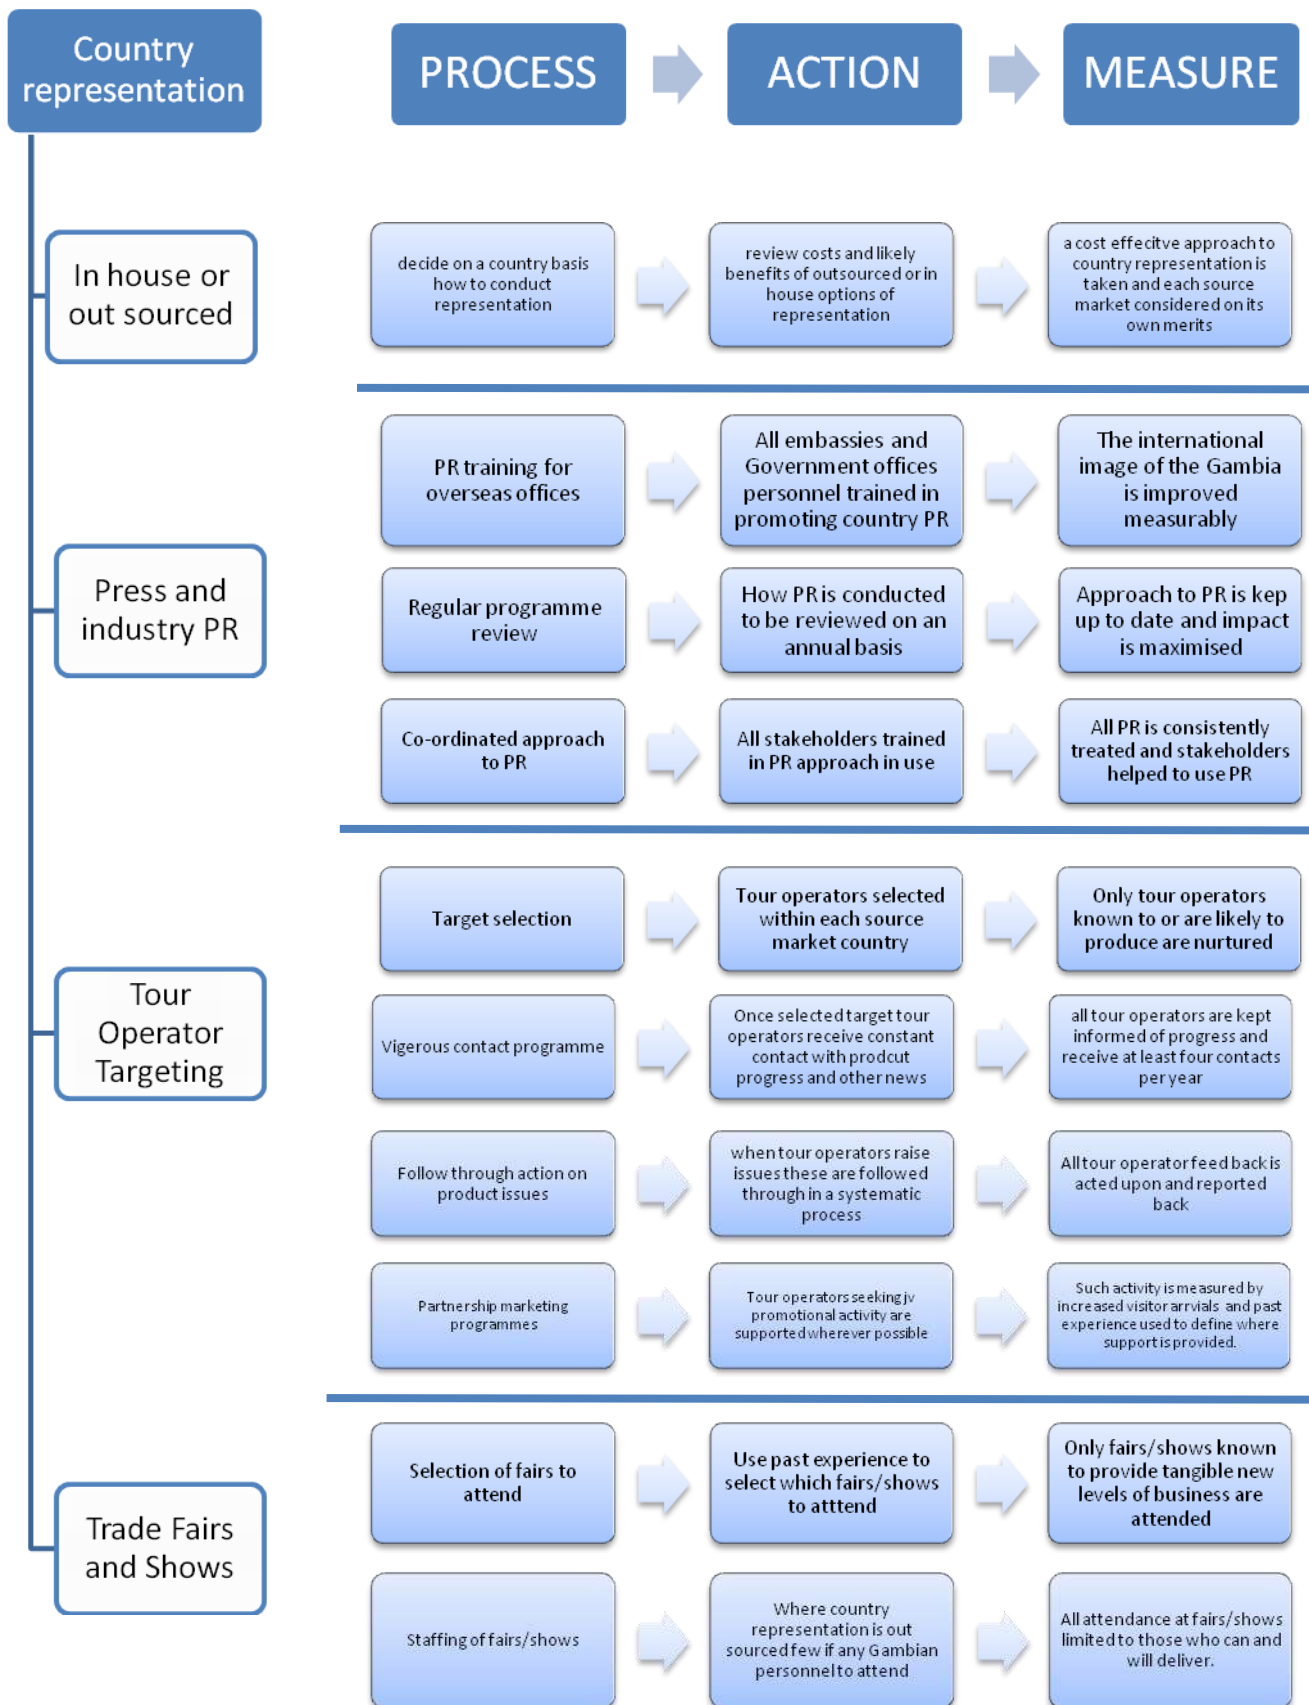 Country
representation
PROCESS
ACTION
MEASURE
In house or
out sourced
decide on a country basis
how to conduct
representation
review costs and likely
benefits of outsourced or in
house options of
representation
a cost effecitve approach to
country representation is
taken and each source
market considered on its
own merits
Press and
industry PR
PR training for
overseas offices
All embassies and
Government offices
personnel trained in
promoting country PR
The international
image of the Gambia
is improved
measurably
Regular programme
review
How PR is conducted
to be reviewed on an
annual basis
Approach to PR is kep
up to date and impact
is maximised
Co-ordinated approach
to PR
All stakeholders trained
in PR approach in use
All PR is consistently
treated and stakeholders
helped to use PR
Tour
Operator
Targeting
Target selection
Tour operators selected
within each source
market country
Only tour operators
known to or are likely to
produce are nurtured
Vigerous contact programme
Once selected target tour
operators receive constant
contact with prodcut
progress and other news
all tour operators are kept
informed of progress and
receive at least four contacts
per year
Follow through action on
product issues
when tour operators raise
issues these are followed
through in a systematic
process
All tour operator feed back is
acted upon and reported
back
Partnership marketing
programmes
Tour operators seeking jv
promotional activity are
supported wherever possible
Such activity is measured by
increased visitor arrvials and past
experience used to define where
support is provided.
Trade Fairs
and Shows
Selection of fairs to
attend
Use past experience to
select which fairs/shows
to atttend
Only fairs/shows known
to provide tangible new
levels of business are
attended
Staffing of fairs/shows
Where country
representation is out
sourced few if any Gambian
personnel to attend
All attendance at fairs/shows
limited to those who can and
will deliver.